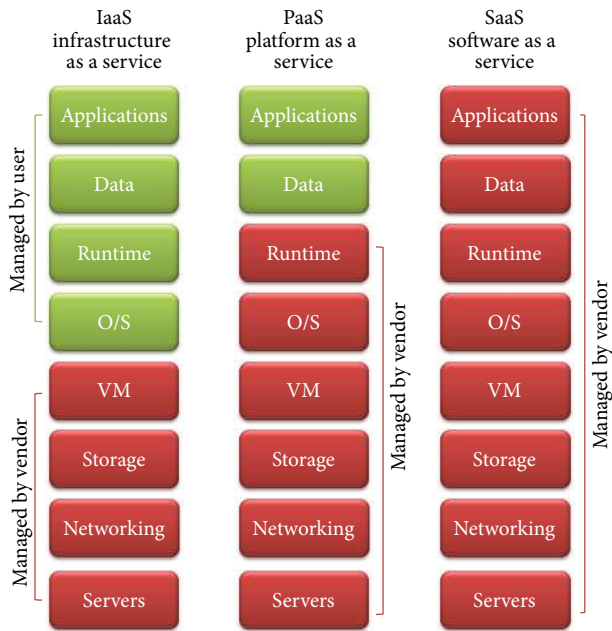 IaaS
infrastructure
as a service
PaaS
platform as a
service
SaaS
software as a
service
Managed by user
Managed by vendor
Applications
Data
Runtime
O/S
VM
Storage
Networking
Servers
Applications
Data
Runtime
O/S
VM
Storage
Networking
Servers
Managed by vendor
Applications
Data
Runtime
O/S
VM
Storage
Networking
Servers
Managed by vendor